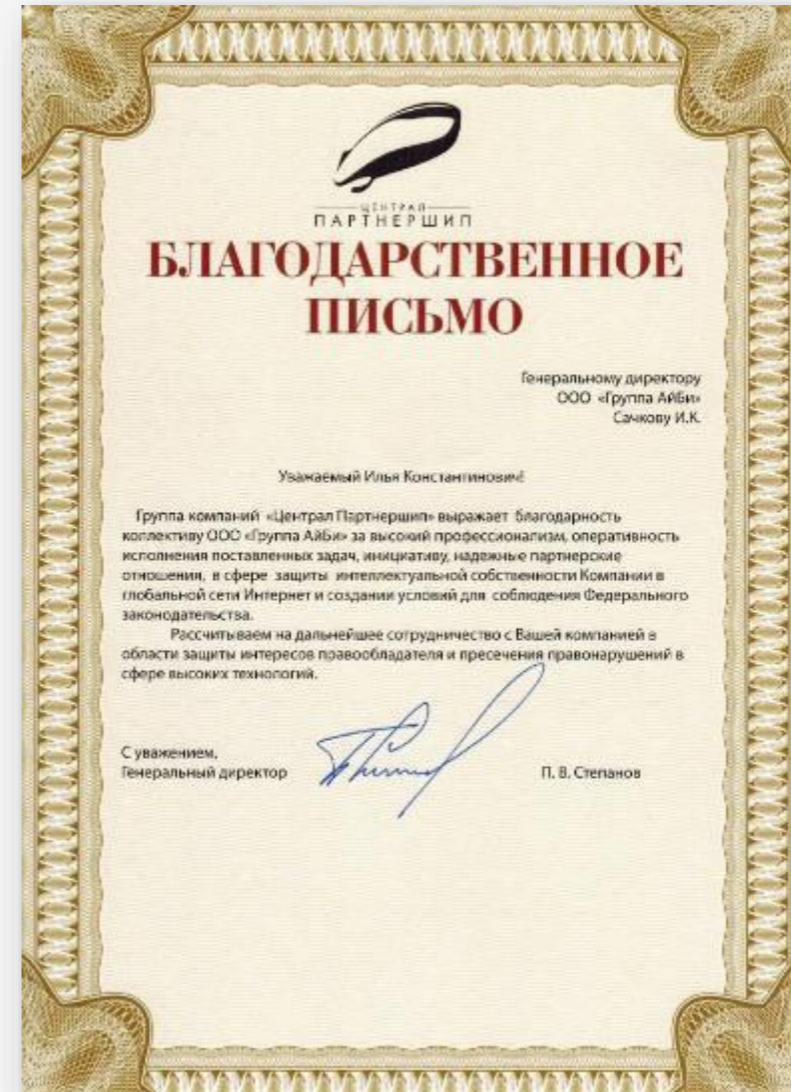 ЦЕНТРАЛ
ПАРТНЕРШИП
БЛАГОДАРСТВЕННОЕ
ПИСЬМО
Генеральному директору
ООО «Группа АйБи»
Сачкову И.К.
Уважаемый Илья Константинович!
Группа компаний «Централ Партнершип» выражает благодарность
коллективу ООО «Группа АйБи» за высокий профессионализм, оперативность
исполнения поставленных задач, инициативу, надежные партнерские
отношения, в сфере защиты интеллектуальной собственности Компании в
глобальной сети Интернет и создании условий для соблюдения Федерального
законодательства.
Рассчитываем на дальнейшее сотрудничество с Вашей компанией в
области защиты интересов правообладателя и пресечения правонарушений в
сфере высоких технологий.
С уважением,
Генеральный директор
П. В. Степанов